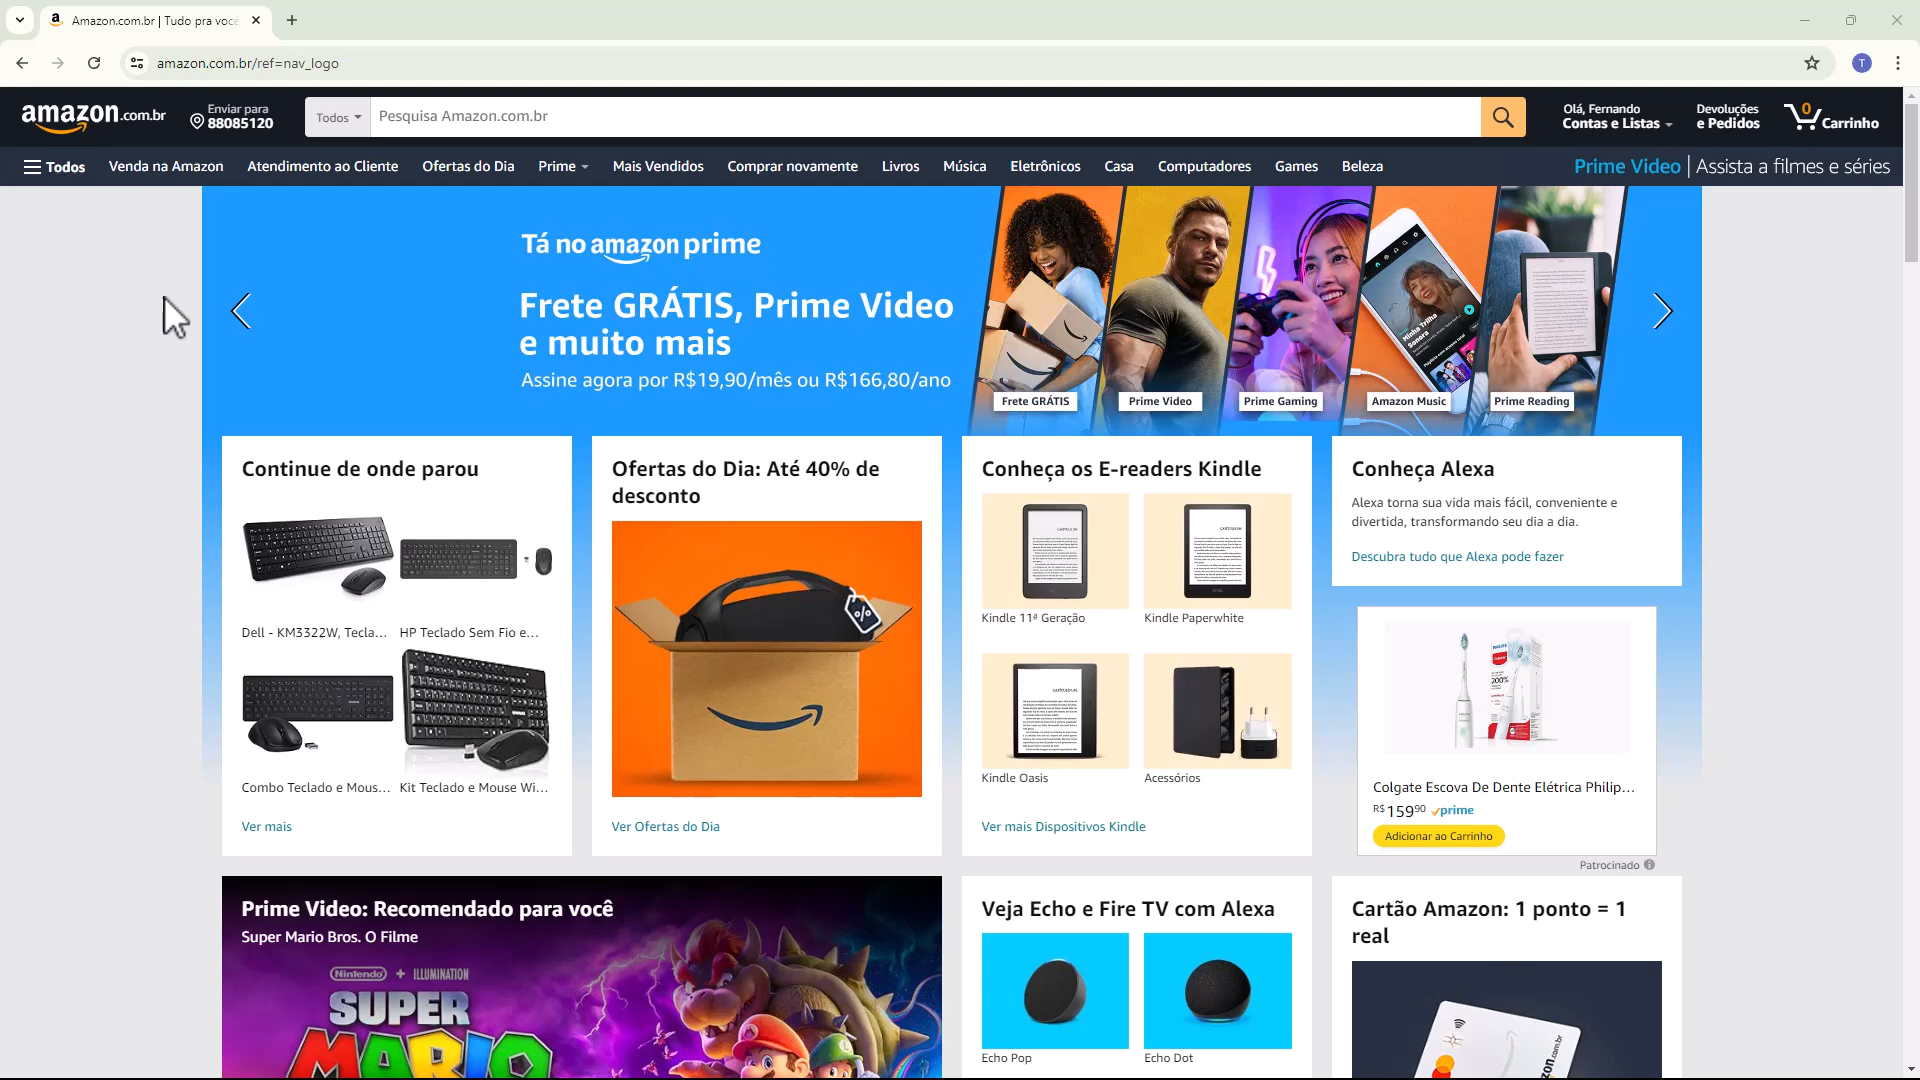 Amazon.com.br | Tudo pra você
amazon.com.br/ref=nav_logo
T
amazon.com.br
Enviar para
88085120
Todos
Pesquisa Amazon.com.br
Olá, Fernando
Contas e Listas
Devoluções
e Pedidos
0
Carrinho
Todos
Venda na Amazon
Atendimento ao Cliente
Ofertas do Dia
Prime
Mais Vendidos
Comprar novamente
Livros
Música
Eletrônicos
Casa
Computadores
Games
Beleza
Prime Video | Assista a filmes e séries
Tá no amazon prime
Frete GRÁTIS, Prime Video
e muito mais
Assine agora por R$19,90/mês ou R$166,80/ano
Minha Trilha
Sonora
Frete GRÁTIS
Prime Video
Prime Gaming
Amazon Music
Prime Reading
Continue de onde parou
Dell - KM3322W, Tecla...
HP Teclado Sem Fio e...
Combo Teclado e Mous...
Kit Teclado e Mouse Wi...
Ver mais
Ofertas do Dia: Até 40% de
desconto
%
Ver Ofertas do Dia
Conheça os E-readers Kindle
Kindle 11ª Geração
Kindle Paperwhite
Kindle Oasis
Acessórios
Ver mais Dispositivos Kindle
Conheça Alexa
Alexa torna sua vida mais fácil, conveniente e
divertida, transformando seu dia a dia.
Descubra tudo que Alexa pode fazer
Colgate
200%
Colgate Escova De Dente Elétrica Philip...
R$ 159 90 prime
Adicionar ao Carrinho
Patrocinado
Prime Video: Recomendado para você
Super Mario Bros. O Filme
Nintendo + ILLUMINATION
SUPER
MARIO
Veja Echo e Fire TV com Alexa
Echo Pop
Echo Dot
Cartão Amazon: 1 ponto = 1
real
zon.com.br